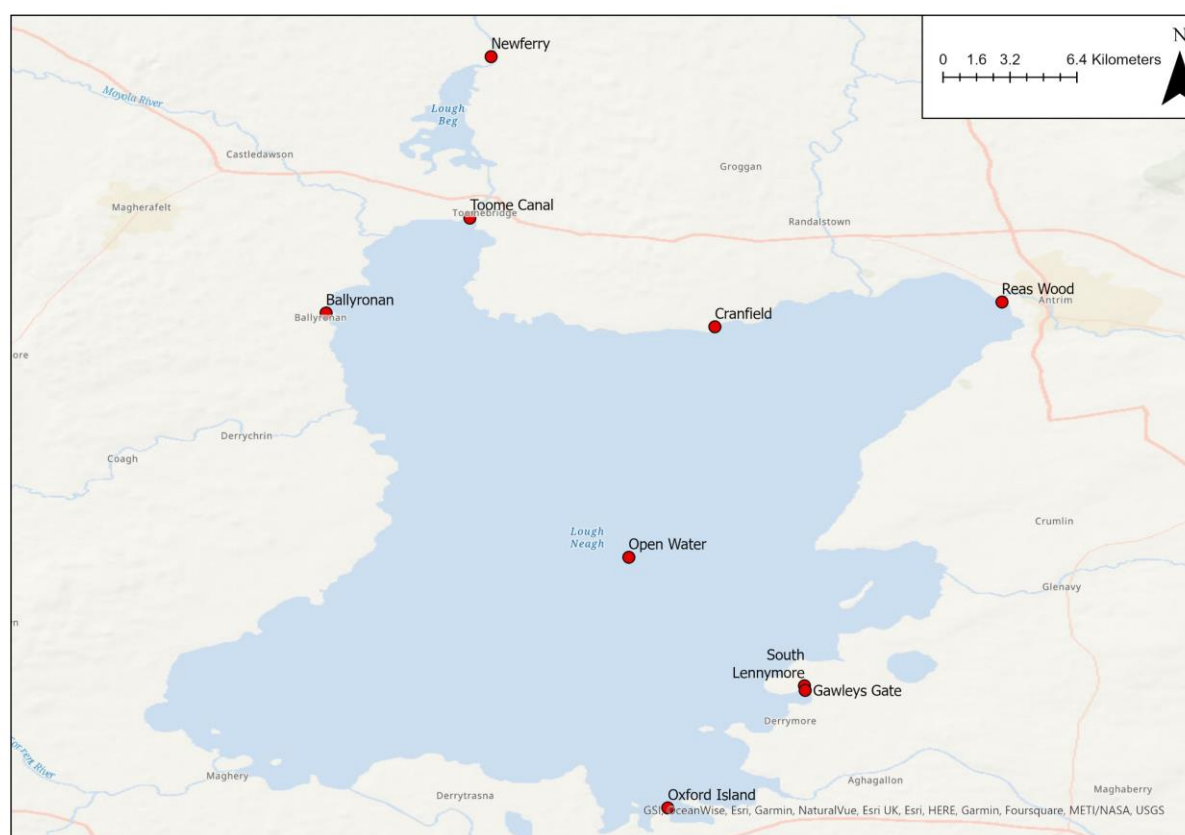 Newferry
N
0 1.6 3.2 6.4 Kilometers
Moyola River
Lough
Beg
Castledawson
Groggan
Magherafelt
Toome Canal
Toomebridge
Randalstown
Reas Wood
Antrim
Ballyronan
Ballyronan
Cranfield
ore
Derrychrin
Coagh
Crumlin
Lough
Neagh
Open Water
Glenavy
South
Lennymore
Gawleys Gate
Derrymore
Maghery
Aghagallon
Maghaberry
Derrytrasna
Oxford Island
GSI, OceanWise, Esri, Garmin, NaturalVue, Esri UK, Esri, HERE, Garmin, Foursquare, METI/NASA, USGS